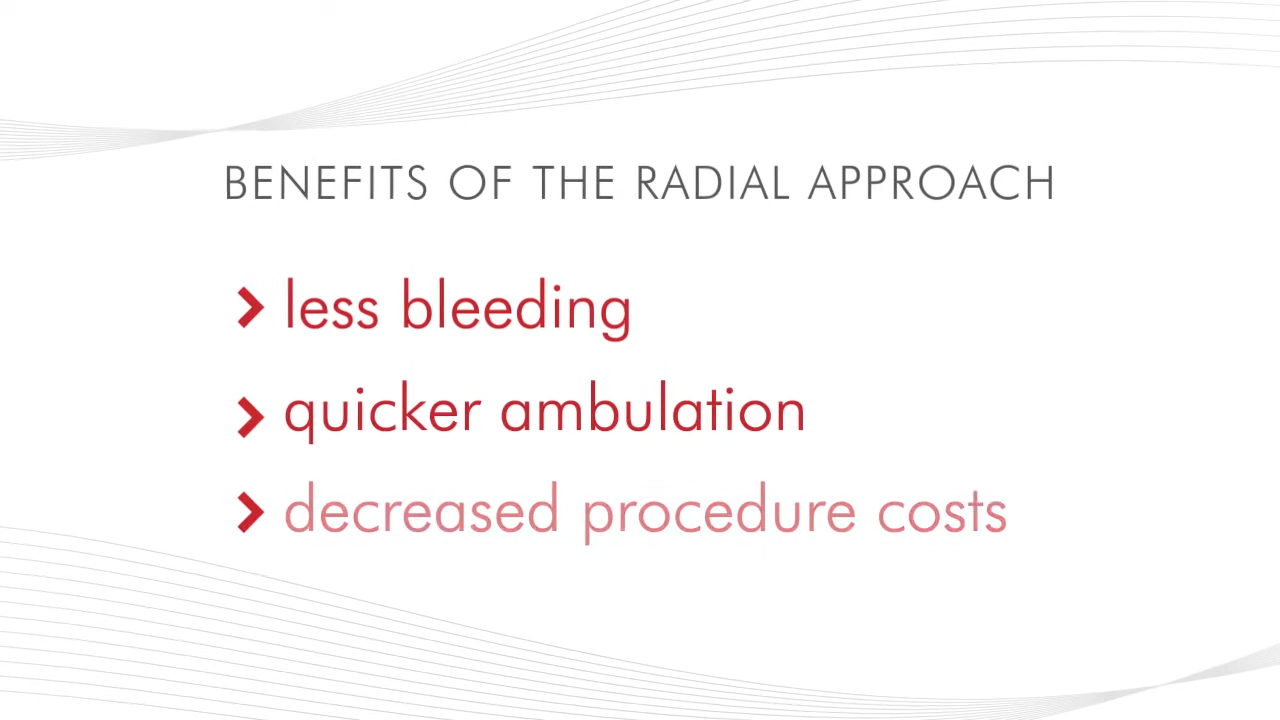 BENEFITS OF THE RADIAL APPROACH
less bleeding
quicker ambulation
decreased procedure costs